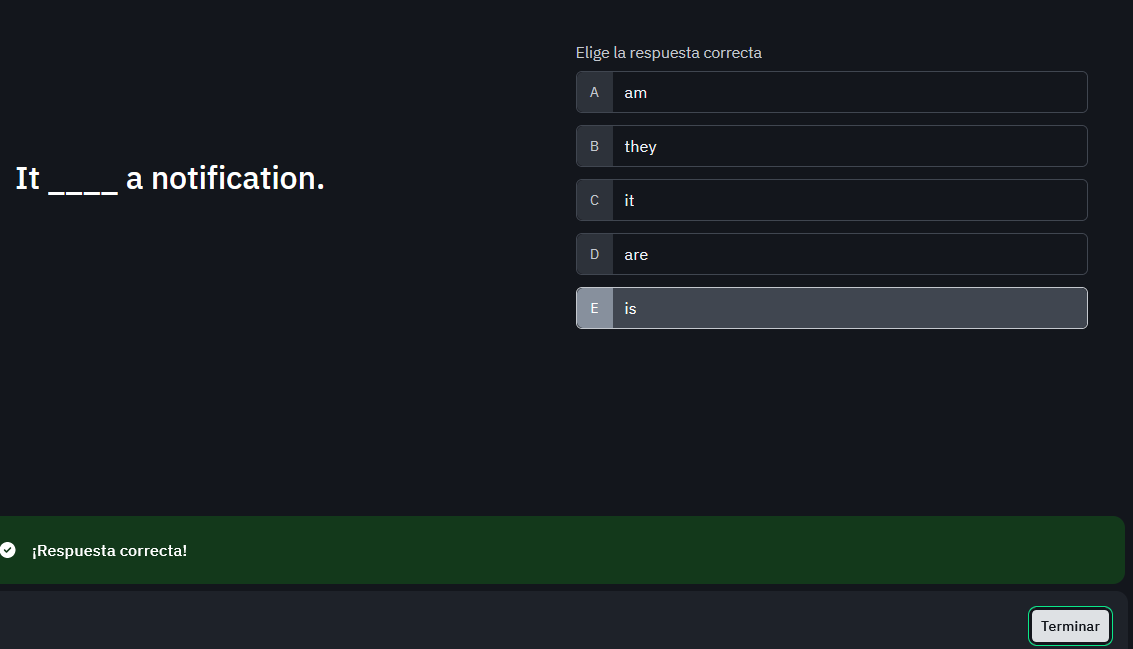 It ____ a notification.
Elige la respuesta correcta
A am
B they
C it
D are
E is
¡Respuesta correcta!
Terminar